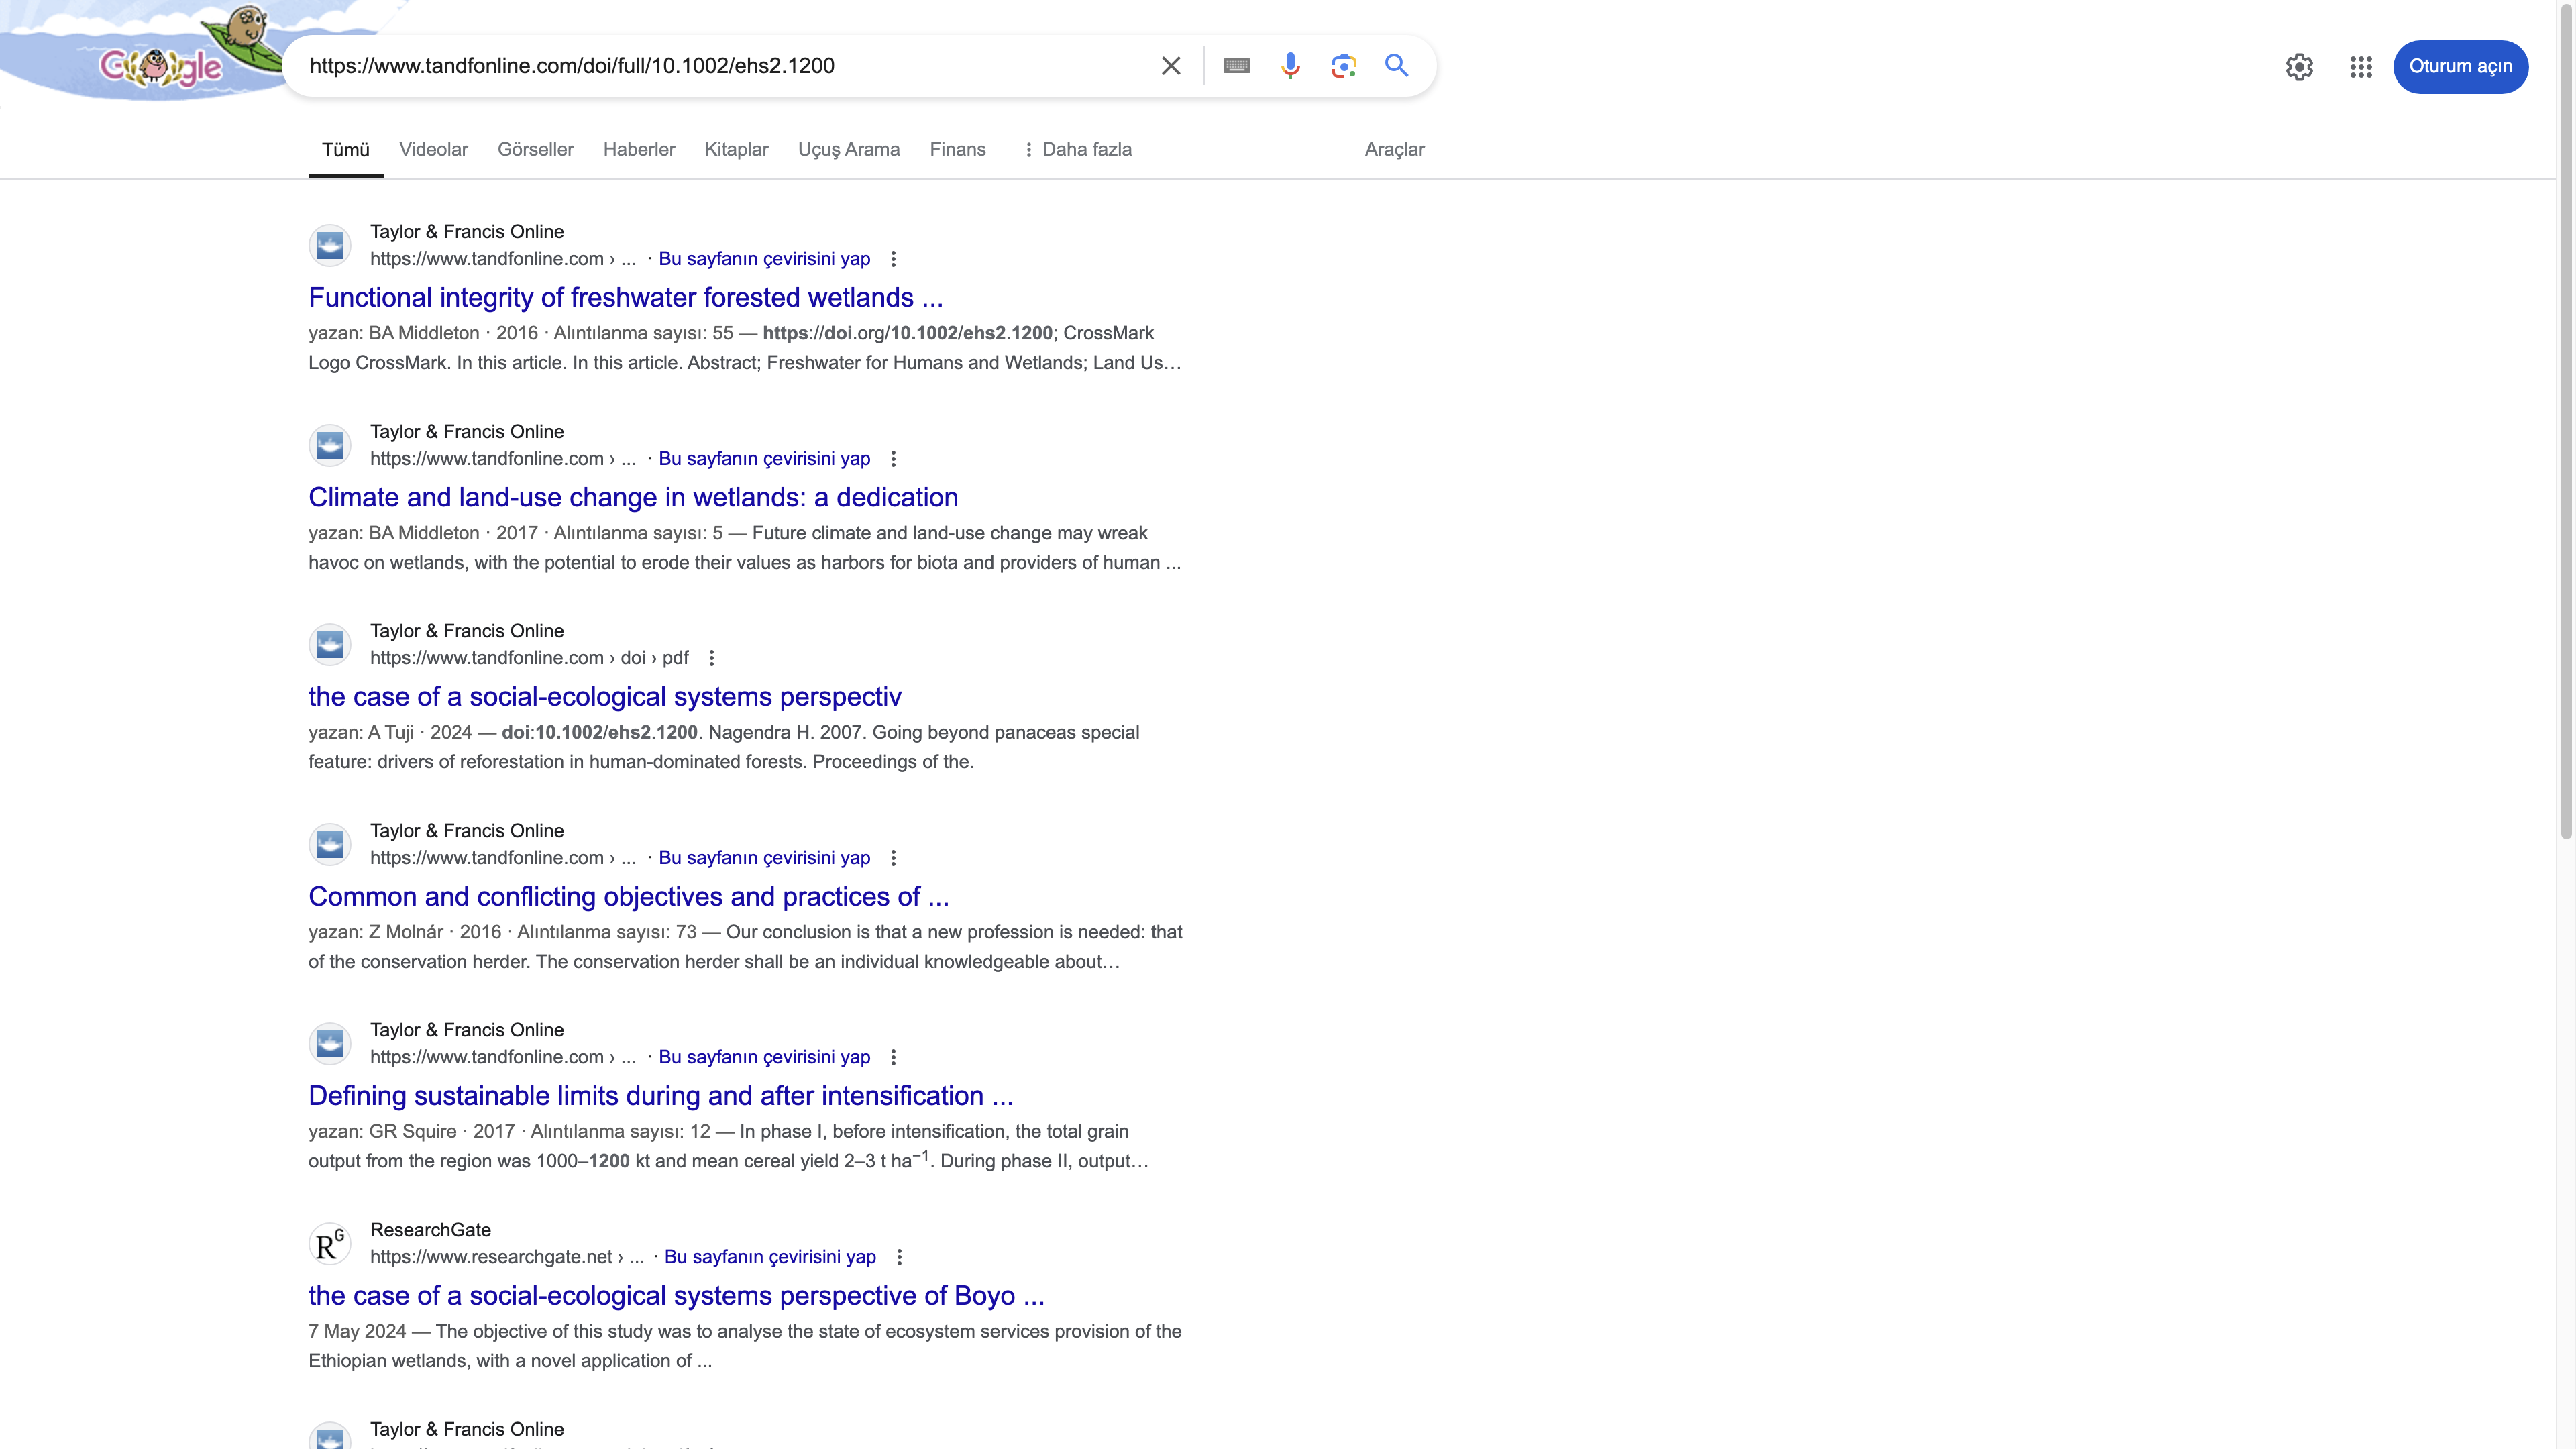 Google
https://www.tandfonline.com/doi/full/10.1002/ehs2.1200
Oturum açın
Tümü Videolar Görseller Haberler Kitaplar Uçuş Arama Finans Daha fazla Araçlar
Taylor & Francis Online
https://www.tandfonline.com › ... · Bu sayfanın çevirisini yap
Functional integrity of freshwater forested wetlands ...
yazan: BA Middleton · 2016 · Alıntılanma sayısı: 55 — https://doi.org/10.1002/ehs2.1200; CrossMark
Logo CrossMark. In this article. In this article. Abstract; Freshwater for Humans and Wetlands; Land Us...
Taylor & Francis Online
https://www.tandfonline.com › ... · Bu sayfanın çevirisini yap
Climate and land-use change in wetlands: a dedication
yazan: BA Middleton · 2017 · Alıntılanma sayısı: 5 — Future climate and land-use change may wreak
havoc on wetlands, with the potential to erode their values as harbors for biota and providers of human ...
Taylor & Francis Online
https://www.tandfonline.com › doi › pdf
the case of a social-ecological systems perspectiv
yazan: A Tuji · 2024 — doi:10.1002/ehs2.1200. Nagendra H. 2007. Going beyond panaceas special
feature: drivers of reforestation in human-dominated forests. Proceedings of the.
Taylor & Francis Online
https://www.tandfonline.com › ... · Bu sayfanın çevirisini yap
Common and conflicting objectives and practices of ...
yazan: Z Molnár · 2016 · Alıntılanma sayısı: 73 — Our conclusion is that a new profession is needed: that
of the conservation herder. The conservation herder shall be an individual knowledgeable about...
Taylor & Francis Online
https://www.tandfonline.com › ... · Bu sayfanın çevirisini yap
Defining sustainable limits during and after intensification ...
yazan: GR Squire · 2017 · Alıntılanma sayısı: 12 — In phase I, before intensification, the total grain
output from the region was 1000–1200 kt and mean cereal yield 2–3 t ha⁻¹. During phase II, output...
RG
ResearchGate
https://www.researchgate.net › ... · Bu sayfanın çevirisini yap
the case of a social-ecological systems perspective of Boyo ...
7 May 2024 — The objective of this study was to analyse the state of ecosystem services provision of the
Ethiopian wetlands, with a novel application of ...
Taylor & Francis Online